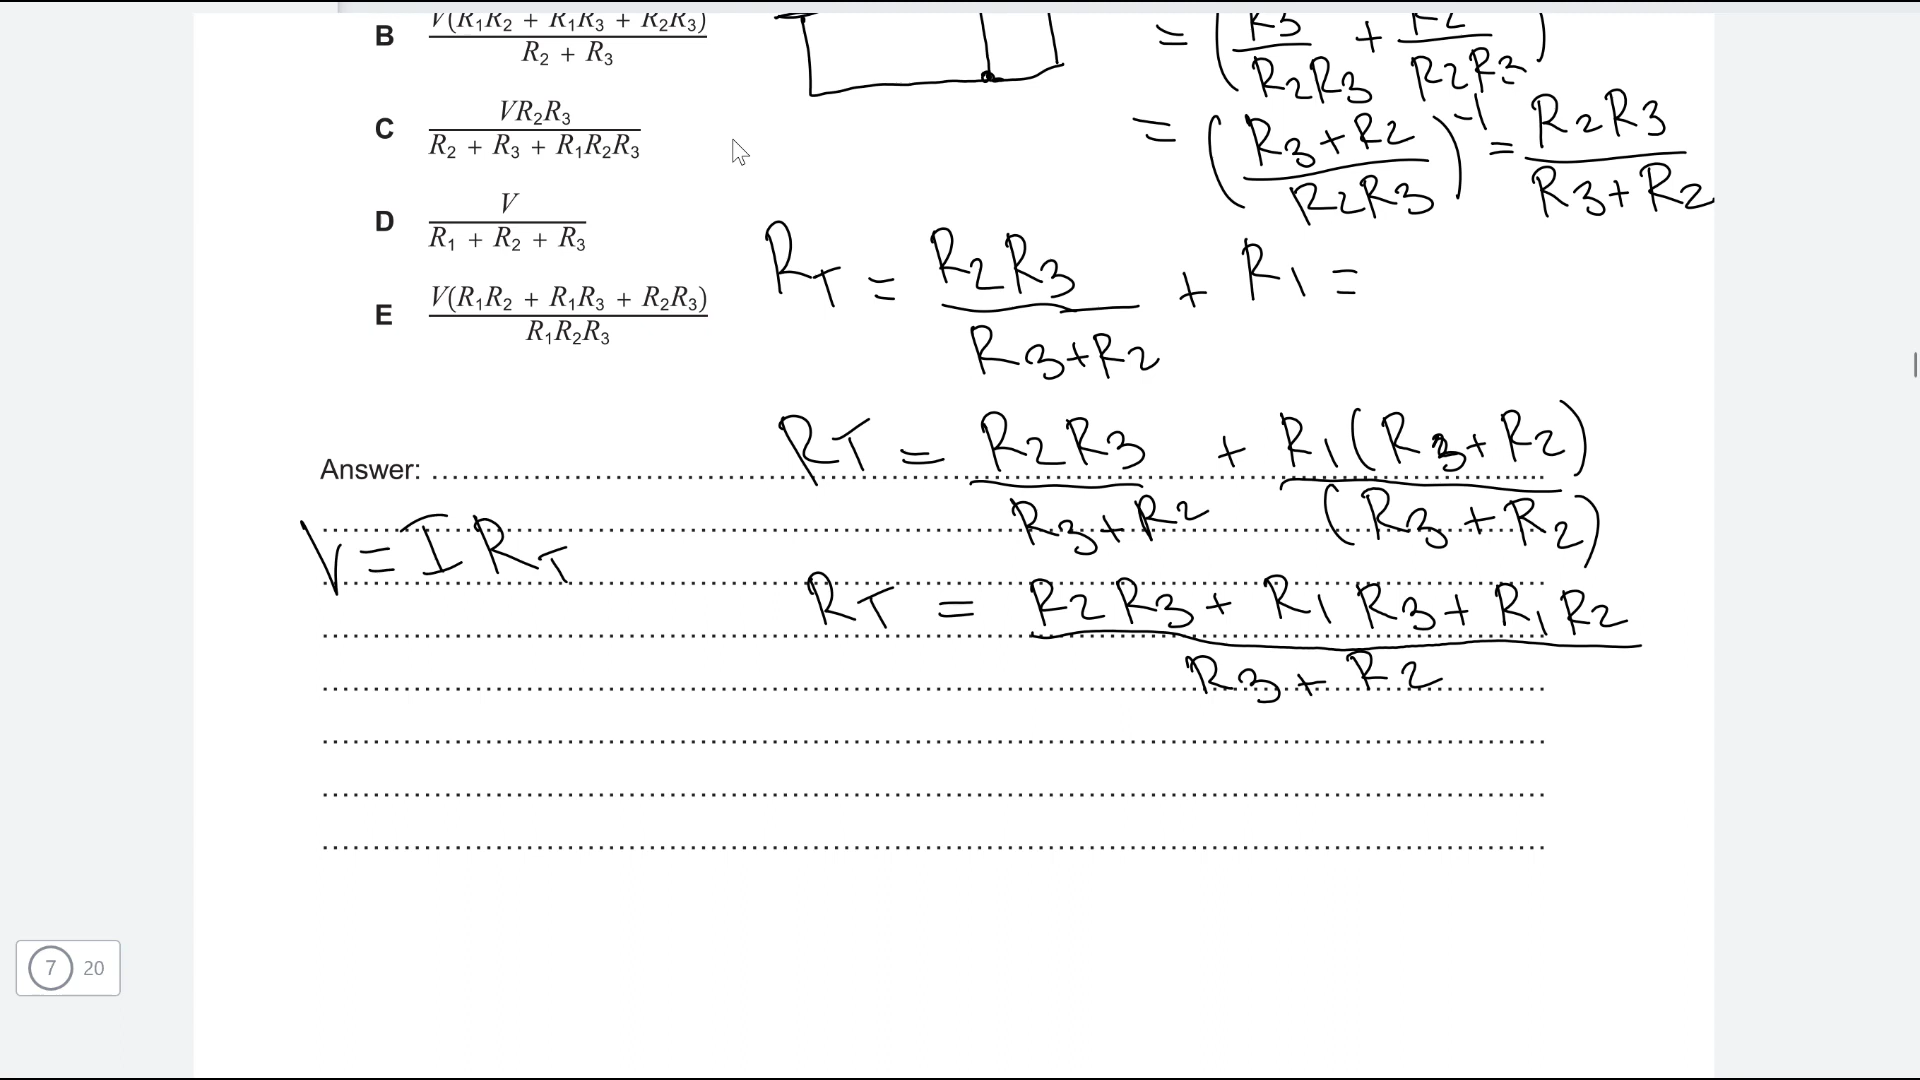 B V(R₁R₂ + R₁R₃ + R₂R₃) / R₂ + R₃
= (R3/R2R3 + R2/R2R3)
C VR₂R₃ / R₂ + R₃ + R₁R₂R₃
= (R3+R2/R2R3)⁻¹ = R2R3/R3+R2
D V / R₁ + R₂ + R₃
R_T = R2R3/R3+R2 + R1 =
E V(R₁R₂ + R₁R₃ + R₂R₃) / R₁R₂R₃
RT = R2R3/R3+R2 + R1(R3+R2)/(R3+R2)
Answer:
V = I R_T
RT = R2R3 + R1R3 + R1R2 / R3+R2
7 20